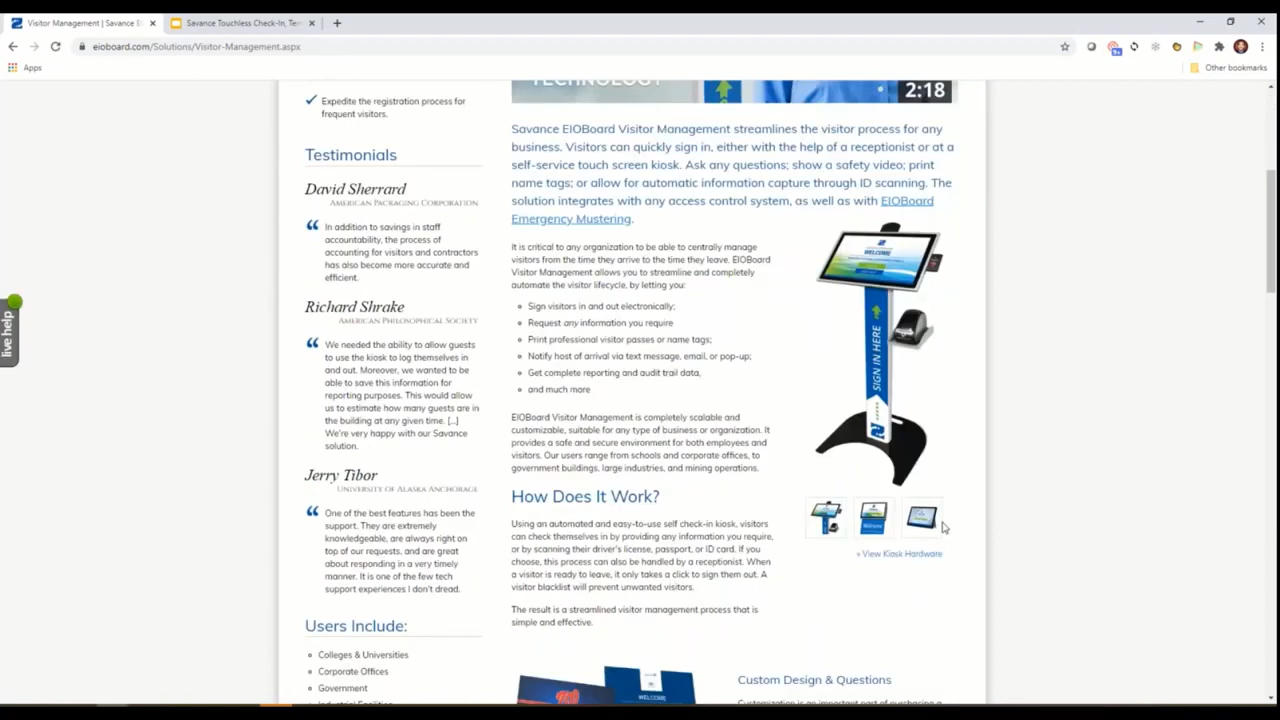 Visitor Management | Savance E
Savance Touchless Check-In, Tem
eioboard.com/Solutions/Visitor-Management.aspx
Apps
Other bookmarks
TECHNOLOGY
2:18
Expedite the registration process for
frequent visitors.
Testimonials
David Sherrard
AMERICAN PACKAGING CORPORATION
“ In addition to savings in staff
accountability, the process of
accounting for visitors and contractors
has also become more accurate and
efficient.
Richard Shrake
AMERICAN PHILOSOPHICAL SOCIETY
“ We needed the ability to allow guests
to use the kiosk to log themselves in
and out. Moreover, we wanted to be
able to save this information for
reporting purposes. This would allow
us to estimate how many guests are in
the building at any given time. [...]
We're very happy with our Savance
solution.
Jerry Tibor
UNIVERSITY OF ALASKA ANCHORAGE
“ One of the best features has been the
support. They are extremely
knowledgeable, are always right on
top of our requests, and are great
about responding in a very timely
manner. It is one of the few tech
support experiences I don't dread.
Users Include:
Colleges & Universities
Corporate Offices
Government
Savance EIOBoard Visitor Management streamlines the visitor process for any
business. Visitors can quickly sign in, either with the help of a receptionist or at a
self-service touch screen kiosk. Ask any questions; show a safety video; print
name tags; or allow for automatic information capture through ID scanning. The
solution integrates with any access control system, as well as with EIOBoard
Emergency Mustering.
It is critical to any organization to be able to centrally manage
visitors from the time they arrive to the time they leave. EIOBoard
Visitor Management allows you to streamline and completely
automate the visitor lifecycle, by letting you:
Sign visitors in and out electronically;
Request any information you require
Print professional visitor passes or name tags;
Notify host of arrival via text message, email, or pop-up;
Get complete reporting and audit trail data,
and much more
EIOBoard Visitor Management is completely scalable and
customizable, suitable for any type of business or organization. It
provides a safe and secure environment for both employees and
visitors. Our users range from schools and corporate offices, to
government buildings, large industries, and mining operations.
How Does It Work?
Using an automated and easy-to-use self check-in kiosk, visitors
can check themselves in by providing any information you require,
or by scanning their driver's license, passport, or ID card. If you
choose, this process can also be handled by a receptionist. When
a visitor is ready to leave, it only takes a click to sign them out. A
visitor blacklist will prevent unwanted visitors.
The result is a streamlined visitor management process that is
simple and effective.
WELCOME
SIGN IN HERE
Welcome
» View Kiosk Hardware
WELCOME
Custom Design & Questions
Customization is an important part of purchasing a
live help